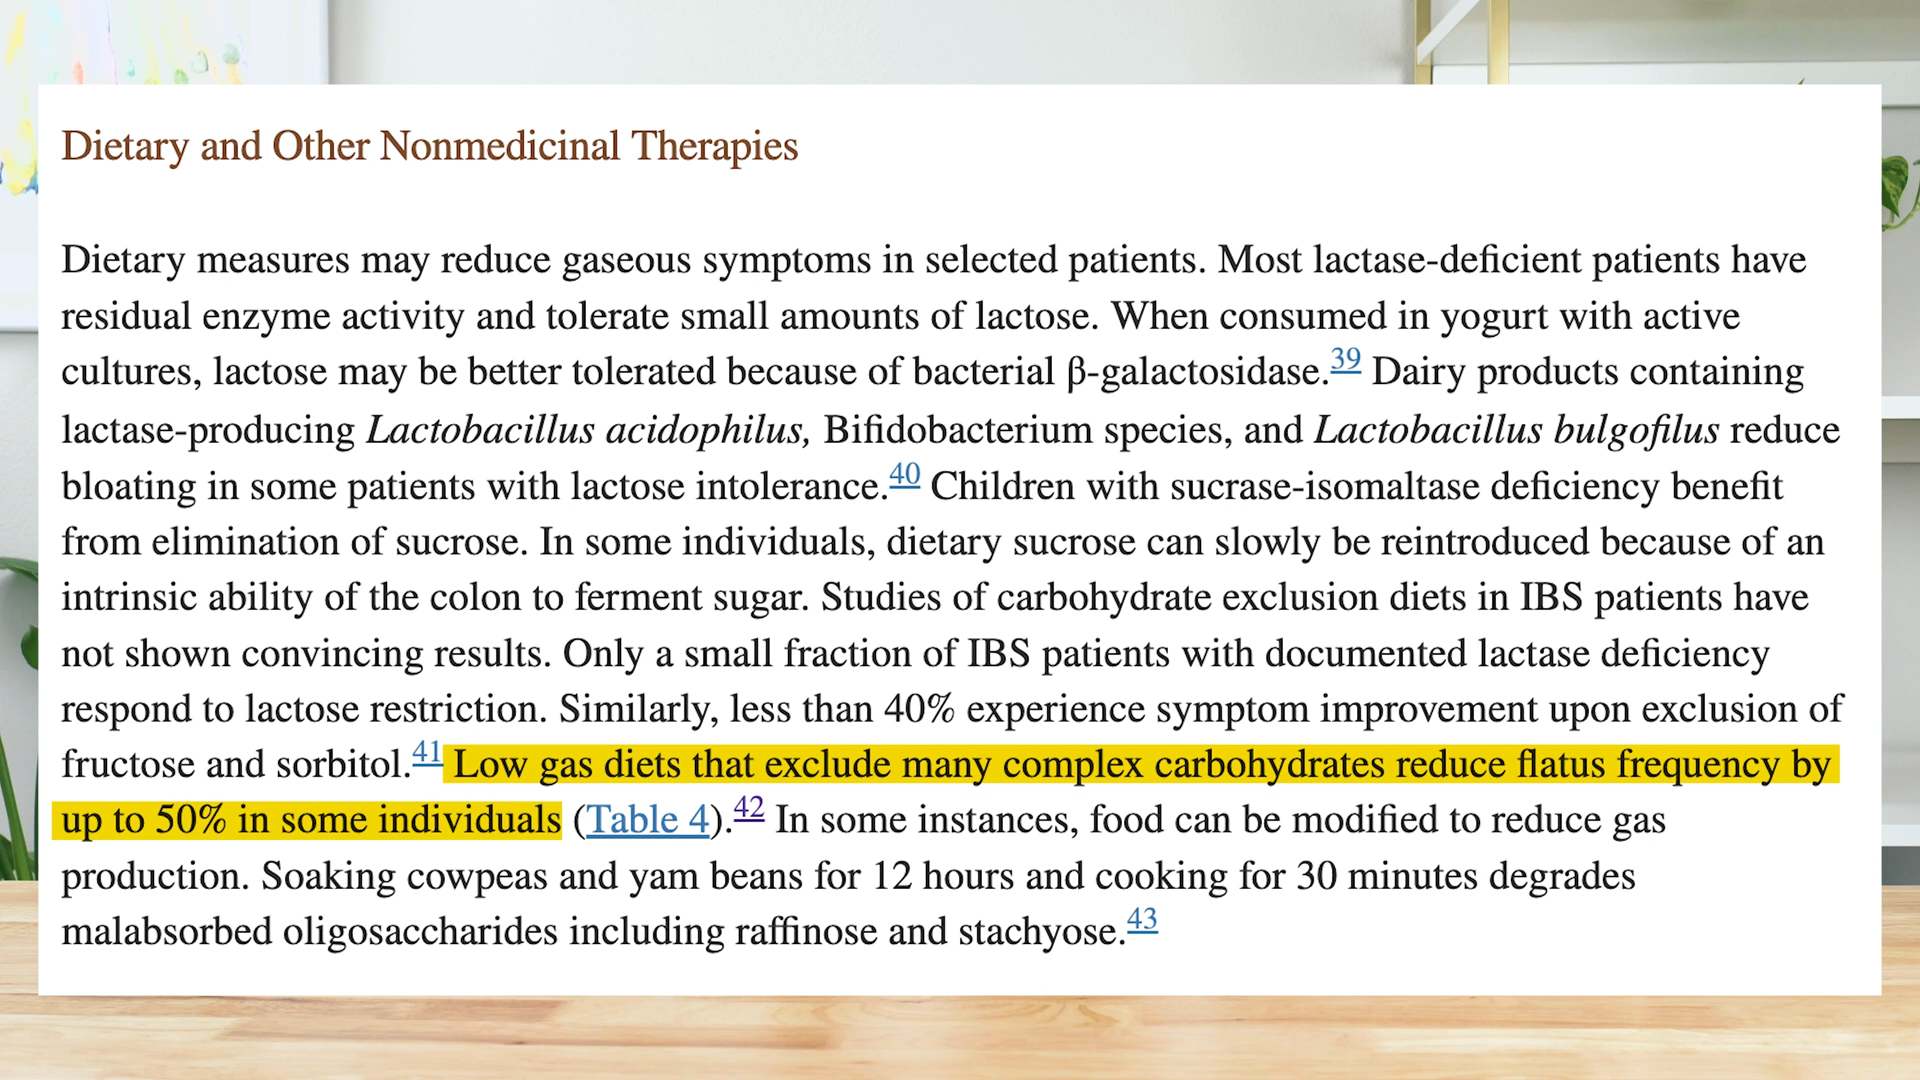 Dietary and Other Nonmedicinal Therapies
Dietary measures may reduce gaseous symptoms in selected patients. Most lactase-deficient patients have
residual enzyme activity and tolerate small amounts of lactose. When consumed in yogurt with active
cultures, lactose may be better tolerated because of bacterial β-galactosidase.39 Dairy products containing
lactase-producing Lactobacillus acidophilus, Bifidobacterium species, and Lactobacillus bulgofilus reduce
bloating in some patients with lactose intolerance.40 Children with sucrase-isomaltase deficiency benefit
from elimination of sucrose. In some individuals, dietary sucrose can slowly be reintroduced because of an
intrinsic ability of the colon to ferment sugar. Studies of carbohydrate exclusion diets in IBS patients have
not shown convincing results. Only a small fraction of IBS patients with documented lactase deficiency
respond to lactose restriction. Similarly, less than 40% experience symptom improvement upon exclusion of
fructose and sorbitol.41 Low gas diets that exclude many complex carbohydrates reduce flatus frequency by
up to 50% in some individuals (Table 4).42 In some instances, food can be modified to reduce gas
production. Soaking cowpeas and yam beans for 12 hours and cooking for 30 minutes degrades
malabsorbed oligosaccharides including raffinose and stachyose.43